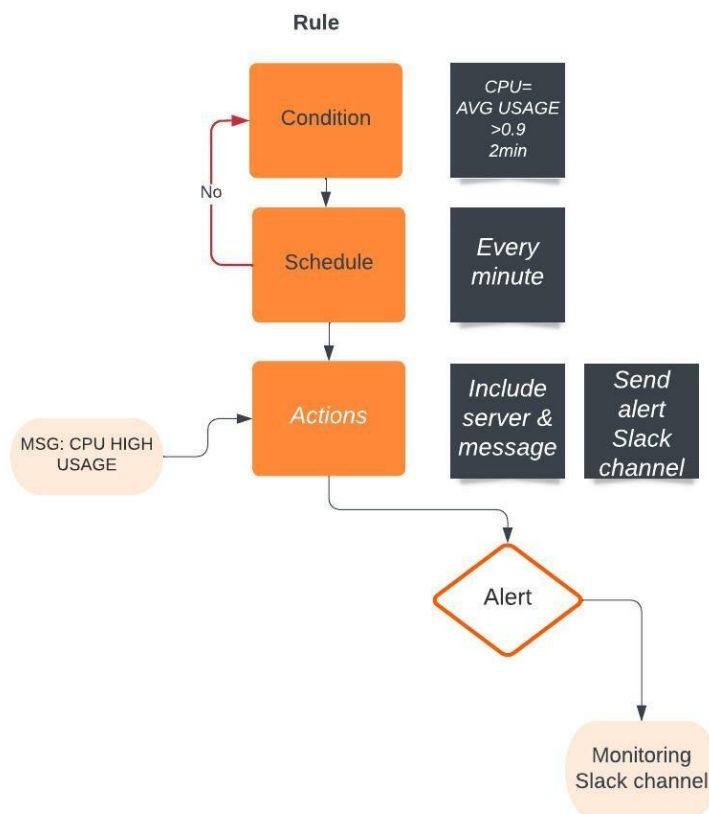 Rule
Condition
CPU=
AVG USAGE
>0.9
2min
No
Schedule
Every
minute
Actions
Include
server &
message
Send
alert
Slack
channel
MSG: CPU HIGH
USAGE
Alert
Monitoring
Slack channel